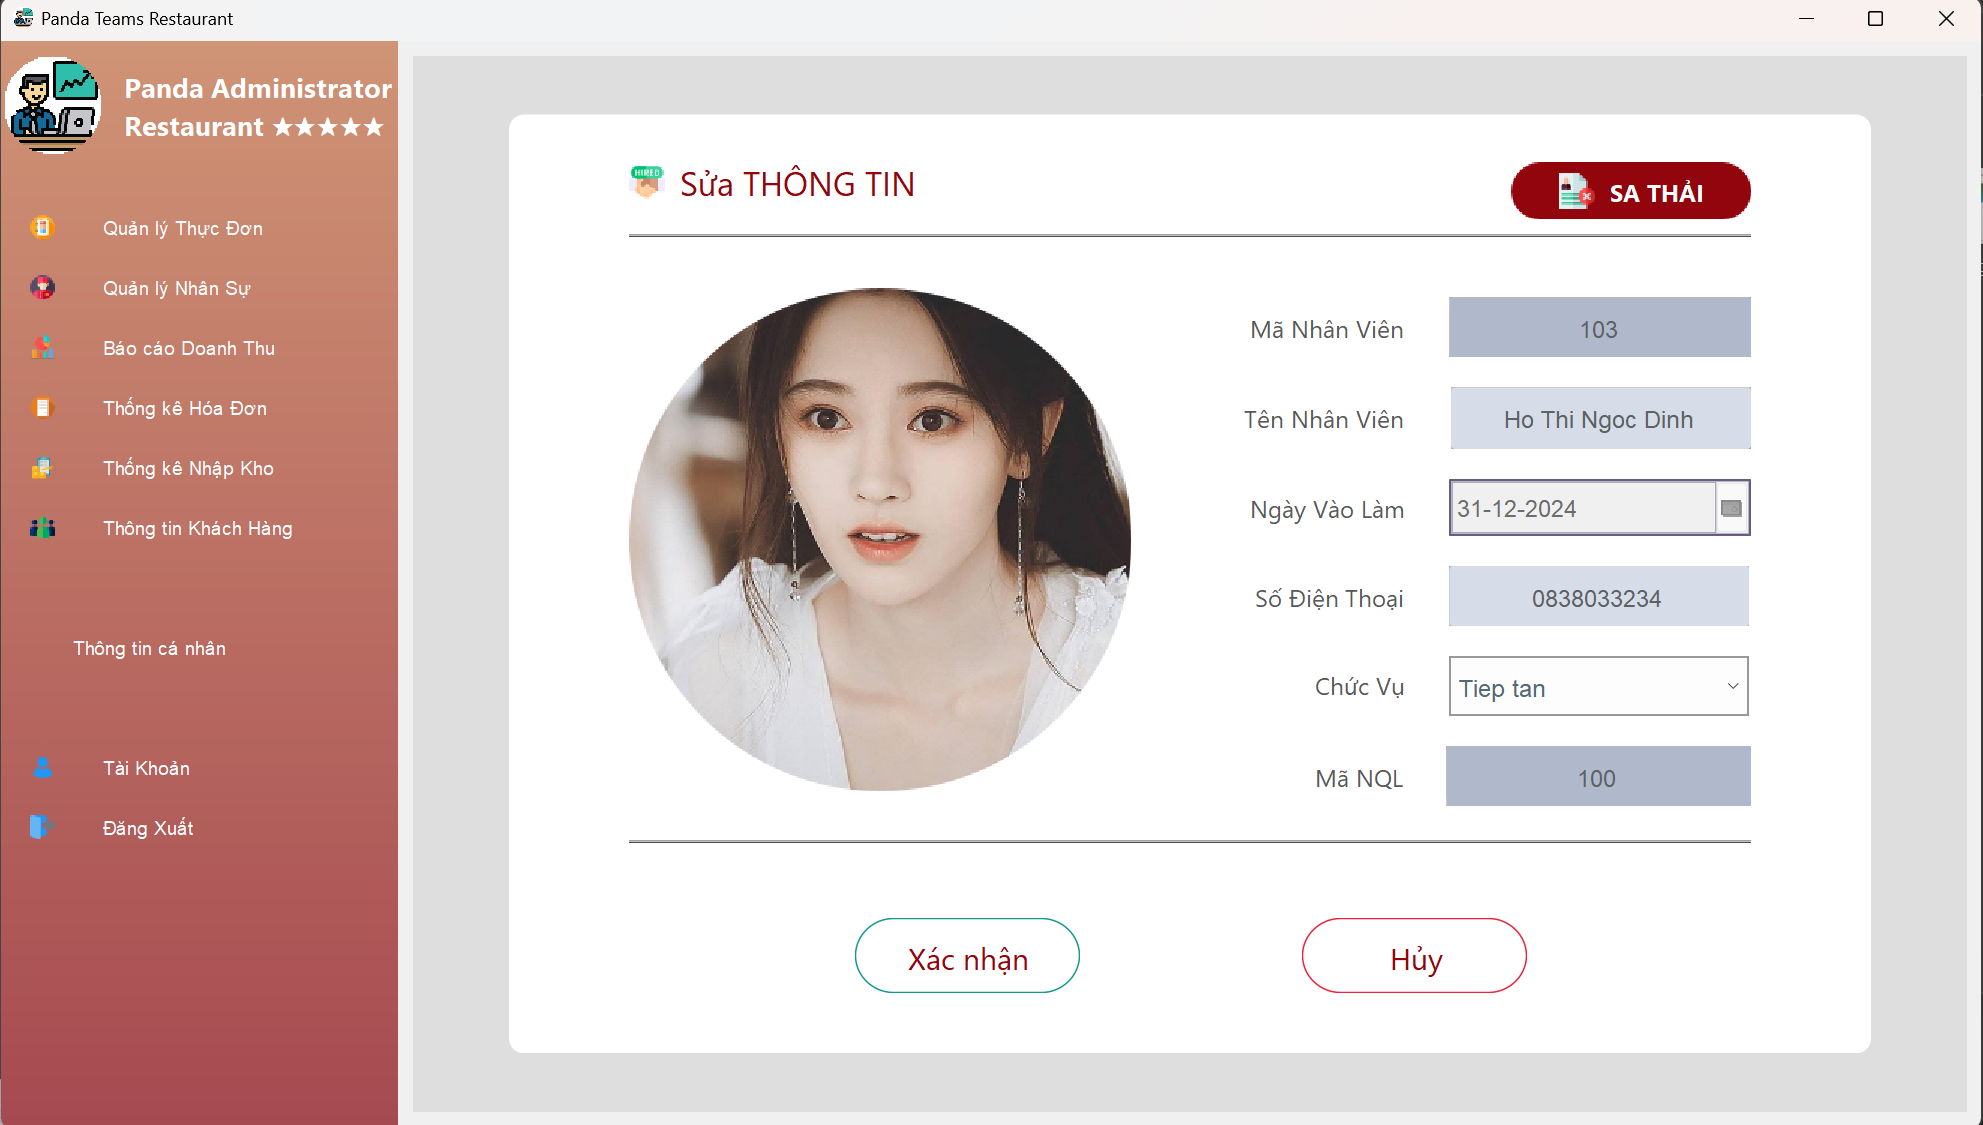 Panda Teams Restaurant
Panda Administrator
Restaurant ★★★★★
Quản lý Thực Đơn
Quản lý Nhân Sự
Báo cáo Doanh Thu
Thống kê Hóa Đơn
Thống kê Nhập Kho
Thông tin Khách Hàng
Thông tin cá nhân
Tài Khoản
Đăng Xuất
HIRED
Sửa THÔNG TIN
SA THẢI
Mã Nhân Viên 103
Tên Nhân Viên Ho Thi Ngoc Dinh
Ngày Vào Làm 31-12-2024
Số Điện Thoại 0838033234
Chức Vụ Tiep tan
Mã NQL 100
Xác nhận
Hủy